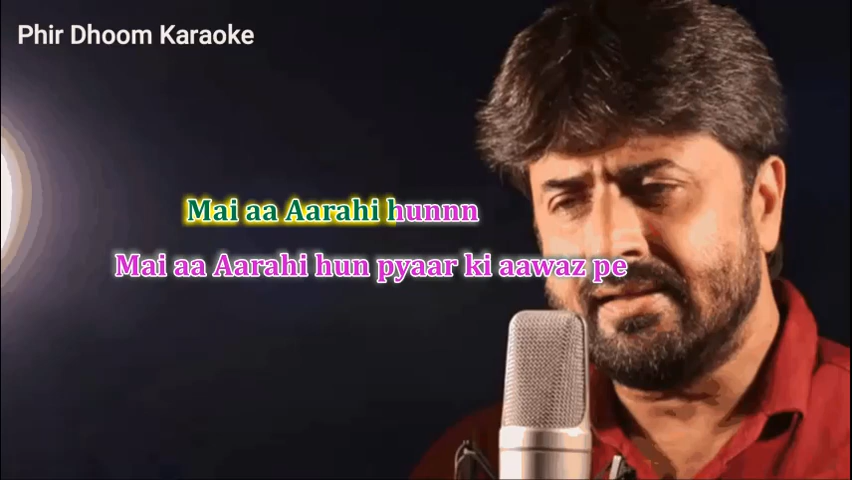 Phir Dhoom Karaoke
Mai aa Aarahi hunnn
Mai aa Aarahi hun pyaar ki aawaz pe